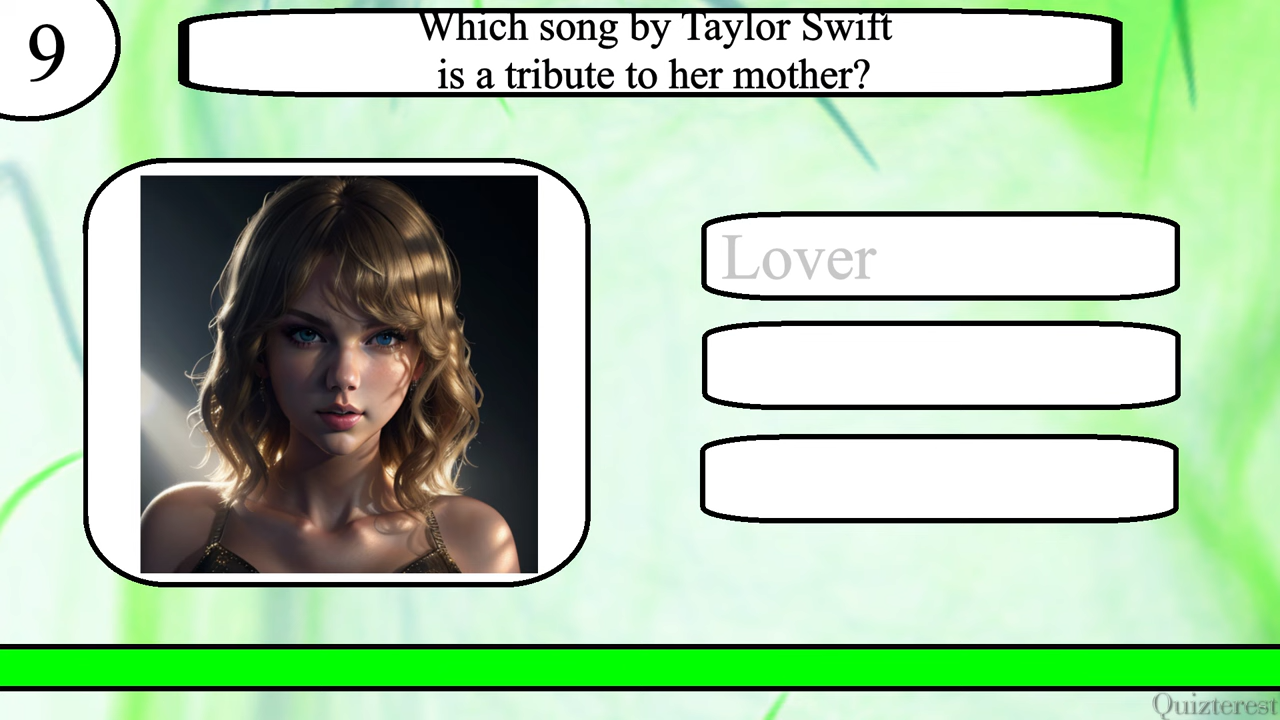 9
Which song by Taylor Swift
is a tribute to her mother?
Lover
Quizterest